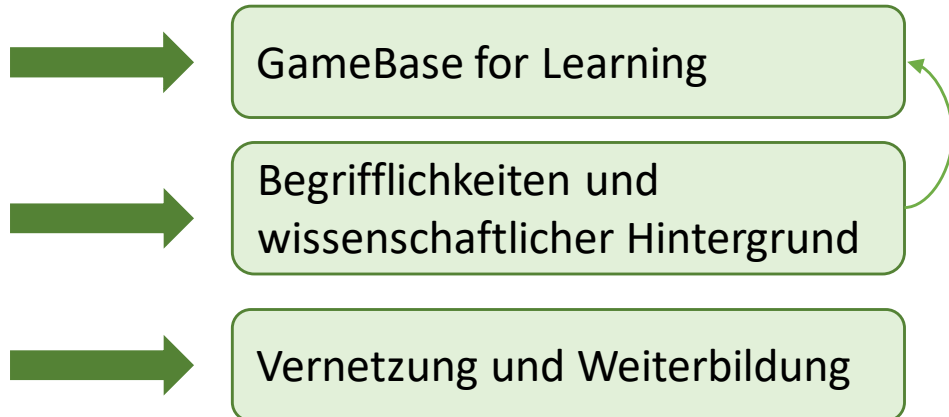 GameBase for Learning
Begrifflichkeiten und
wissenschaftlicher Hintergrund
Vernetzung und Weiterbildung